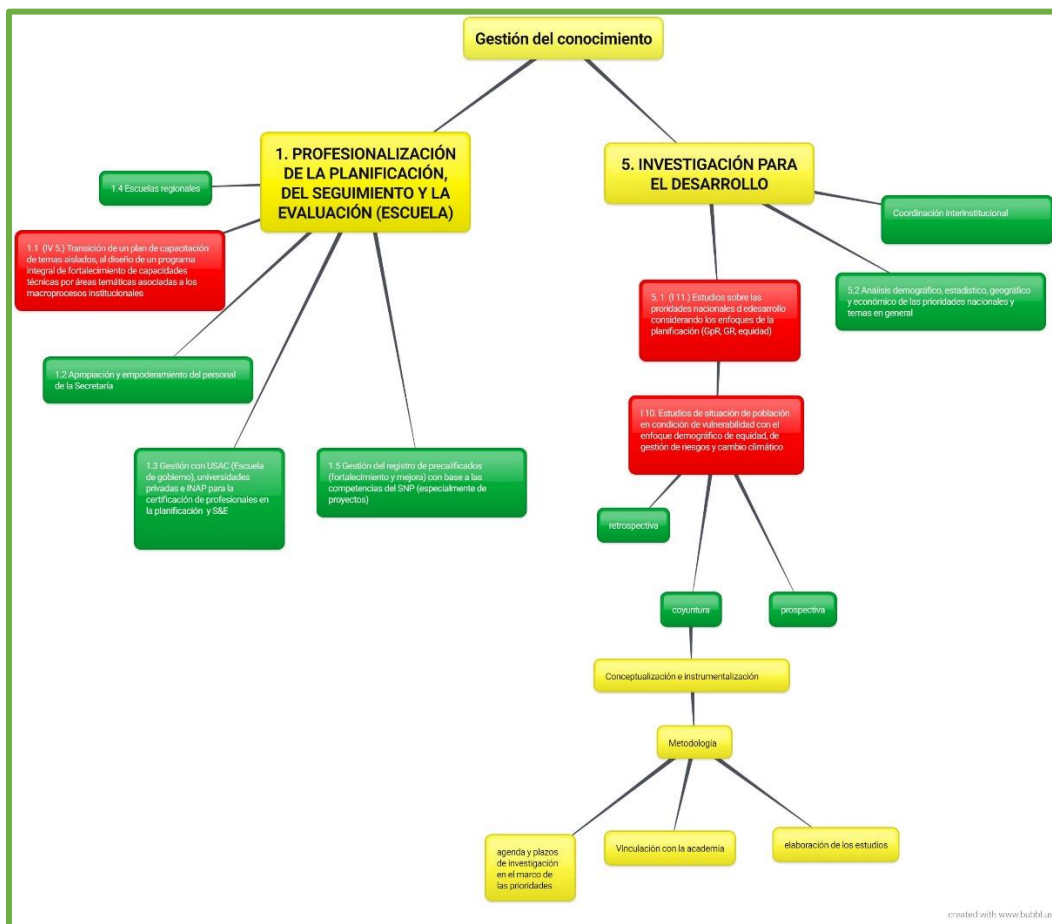 Gestión del conocimiento
1. PROFESIONALIZACIÓN
DE LA PLANIFICACIÓN,
DEL SEGUIMIENTO Y LA
EVALUACIÓN (ESCUELA)
5. INVESTIGACIÓN PARA
EL DESARROLLO
1.4 Escuelas regionales
Coordinación interinstitucional
1.1 (IV 5.) Transición de un plan de capacitación
de temas aislados, al diseño de un programa
integral de fortalecimiento de capacidades
técnicas por áreas temáticas asociadas a los
macroprocesos institucionales
5.1 (I 11.) Estudios sobre las
proridades nacionales d edesarrollo
considerando los enfoques de la
planificación (GpR, GR, equidad)
5.2 Análisis demográfico, estadístico, geográfico
y económico de las prioridades nacionales y
temas en general
1.2 Apropiación y empoderamiento del personal
de la Secretaría
I 10. Estudios de situación de población
en condición de vulnerabilidad con el
enfoque demográfico de equidad, de
gestión de riesgos y cambio climático
1.3 Gestión con USAC (Escuela
de gobierno), universidades
privadas e INAP para la
certificación de profesionales en
la planificación y S&E
1.5 Gestión del registro de precalificados
(fortalecimiento y mejora) con base a las
competencias del SNP (especialmente de
proyectos)
retrospectiva
coyuntura
prospectiva
Conceptualización e instrumentalización
Metodología
agenda y plazos
de investigación
en el marco de
las prioridades
Vinculación con la academia
elaboración de los estudios
created with www.bubbl.us